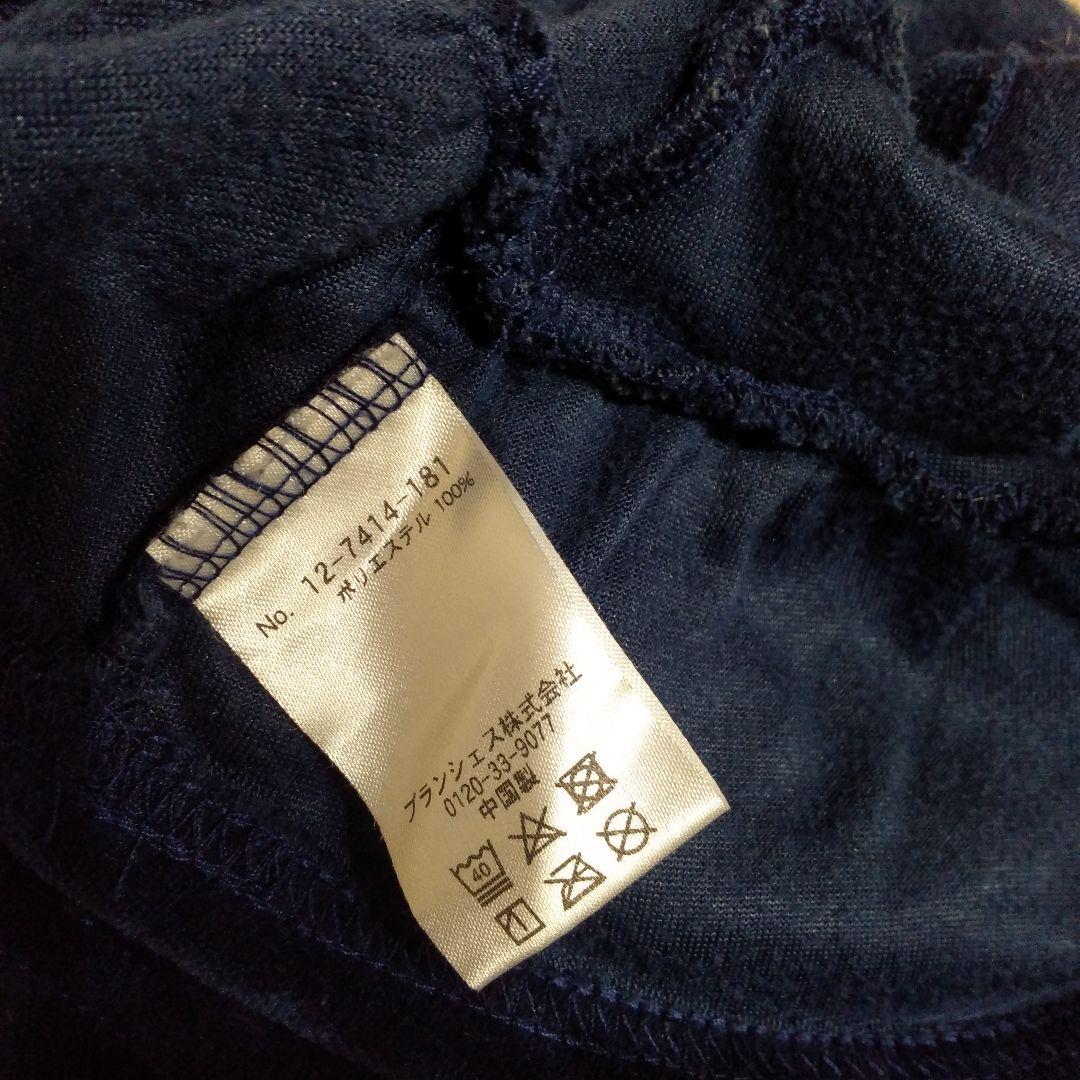 No. 12-7414-181
ポリエステル 100%
ブランシェス株式会社
0120-33-9077
中国製
40